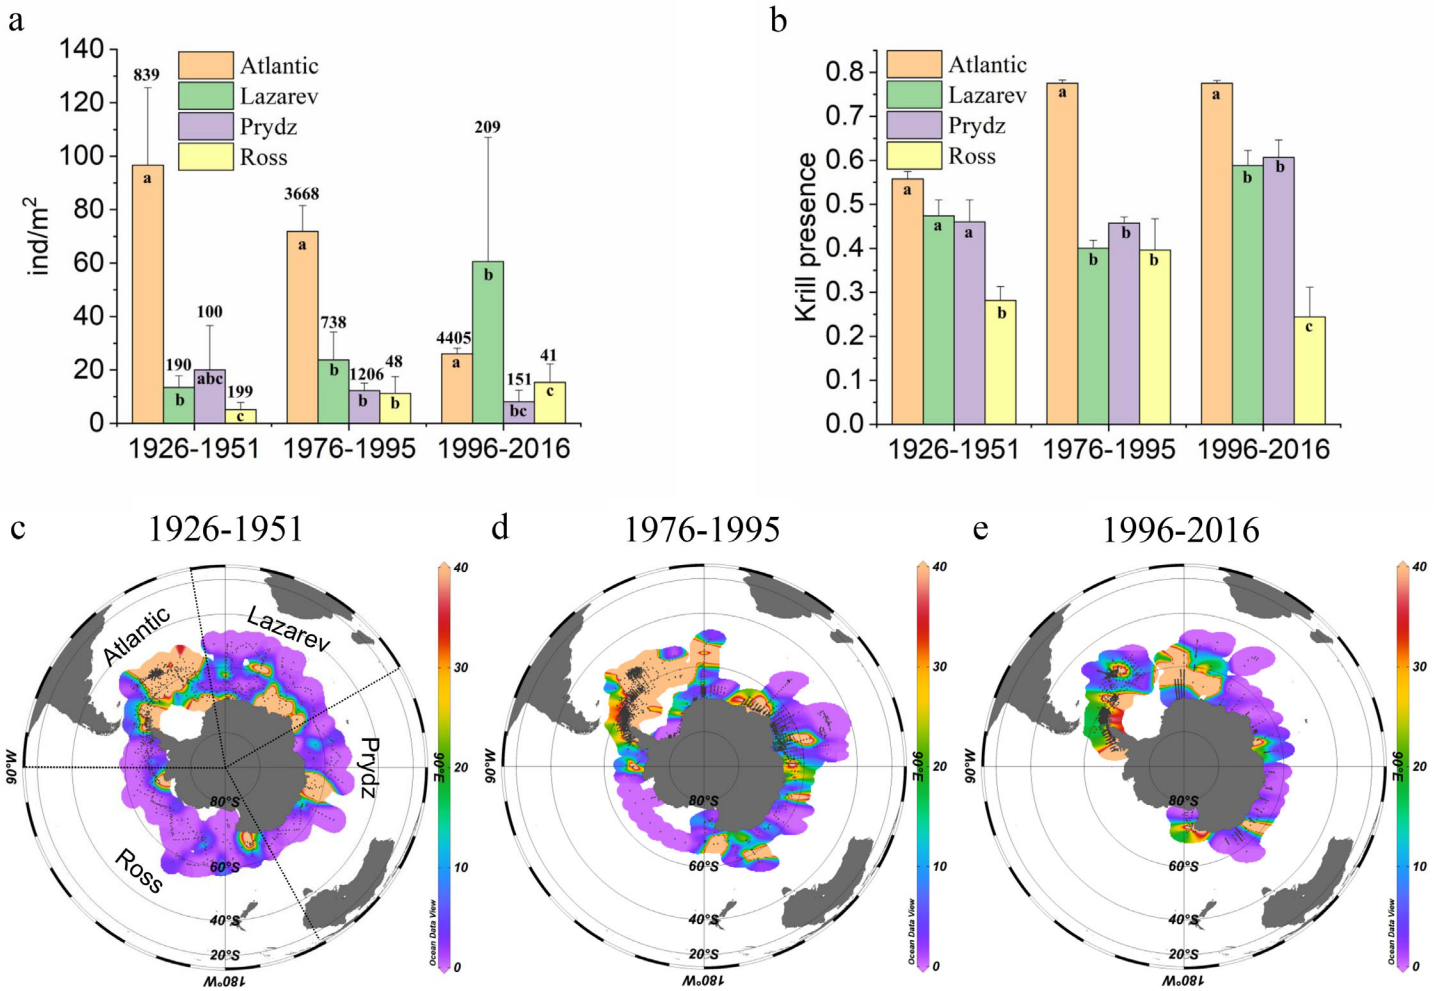 a
140
120
100
80
60
40
20
0
ind/m²
Atlantic
Lazarev
Prydz
Ross
839
190
100
199
3668
738
1206
48
4405
209
151
41
a
b
abc
c
a
b
b
b
a
b
bc
c
1926-1951
1976-1995
1996-2016
b
0.8
0.7
0.6
0.5
0.4
0.3
0.2
0.1
0.0
Krill presence
Atlantic
Lazarev
Prydz
Ross
a
a
a
b
a
b
b
b
a
b
b
c
1926-1951
1976-1995
1996-2016
c
1926-1951
Atlantic
Lazarev
Prydz
Ross
90°W
90°E
180°W
80°S
60°S
40°S
20°S
40
30
20
10
0
Ocean Data View
d
1976-1995
90°W
90°E
180°W
80°S
60°S
40°S
20°S
40
30
20
10
0
Ocean Data View
e
1996-2016
90°W
90°E
180°W
80°S
60°S
40°S
20°S
40
30
20
10
0
Ocean Data View